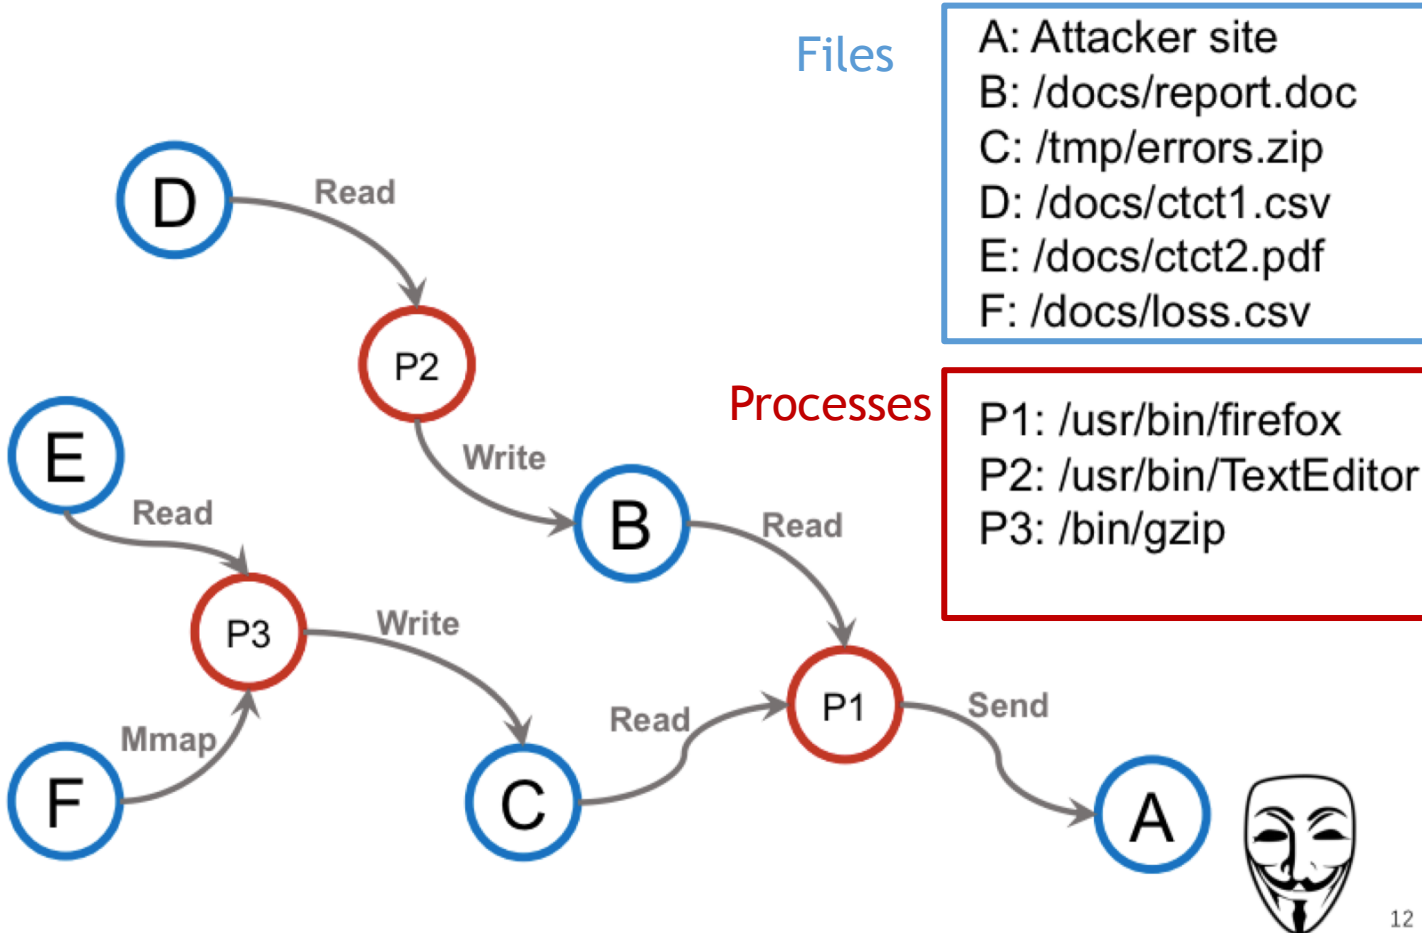 Files
A: Attacker site
B: /docs/report.doc
C: /tmp/errors.zip
D: /docs/ctct1.csv
E: /docs/ctct2.pdf
F: /docs/loss.csv
Processes
P1: /usr/bin/firefox
P2: /usr/bin/TextEditor
P3: /bin/gzip
D
Read
P2
Write
E
Read
B
Read
P3
Write
F
Mmap
C
Read
P1
Send
A
12